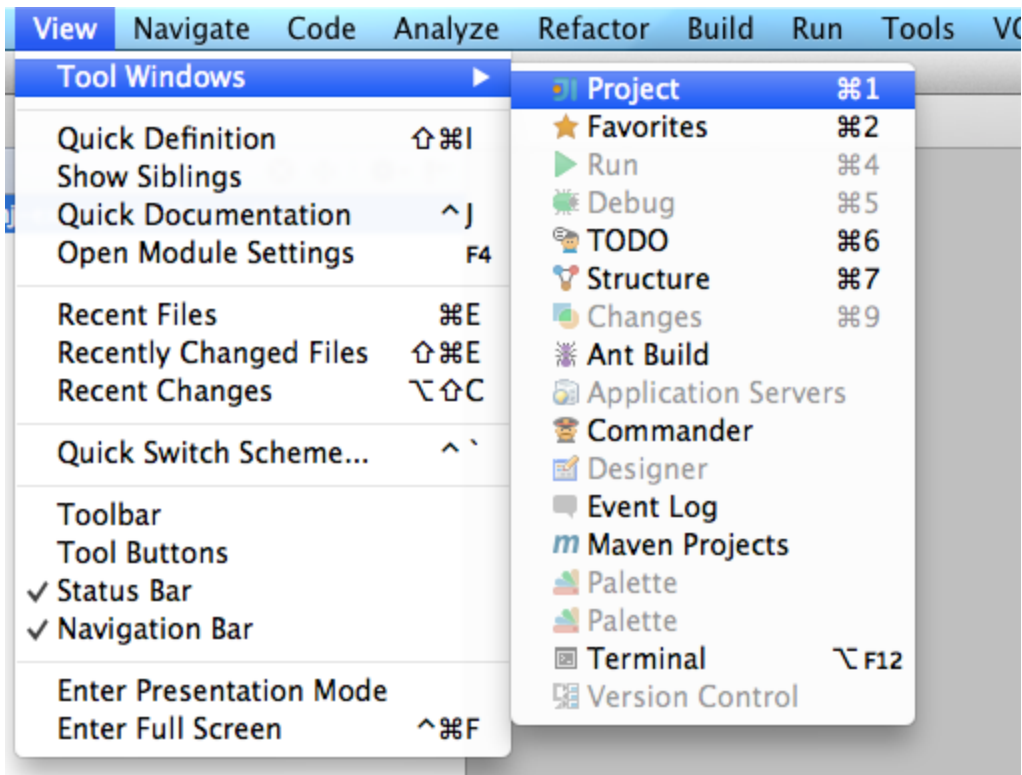 View Navigate Code Analyze Refactor Build Run Tools
Tool Windows ▶
Quick Definition ⇧⌘I
Show Siblings
Quick Documentation ^J
Open Module Settings F4
Recent Files ⌘E
Recently Changed Files ⇧⌘E
Recent Changes ⌥⇧C
Quick Switch Scheme... ^`
Toolbar
Tool Buttons
✓ Status Bar
✓ Navigation Bar
Enter Presentation Mode
Enter Full Screen ^⌘F
Project ⌘1
Favorites ⌘2
Run ⌘4
Debug ⌘5
TODO ⌘6
Structure ⌘7
Changes ⌘9
Ant Build
Application Servers
Commander
Designer
Event Log
Maven Projects
Palette
Palette
Terminal ⌥F12
Version Control